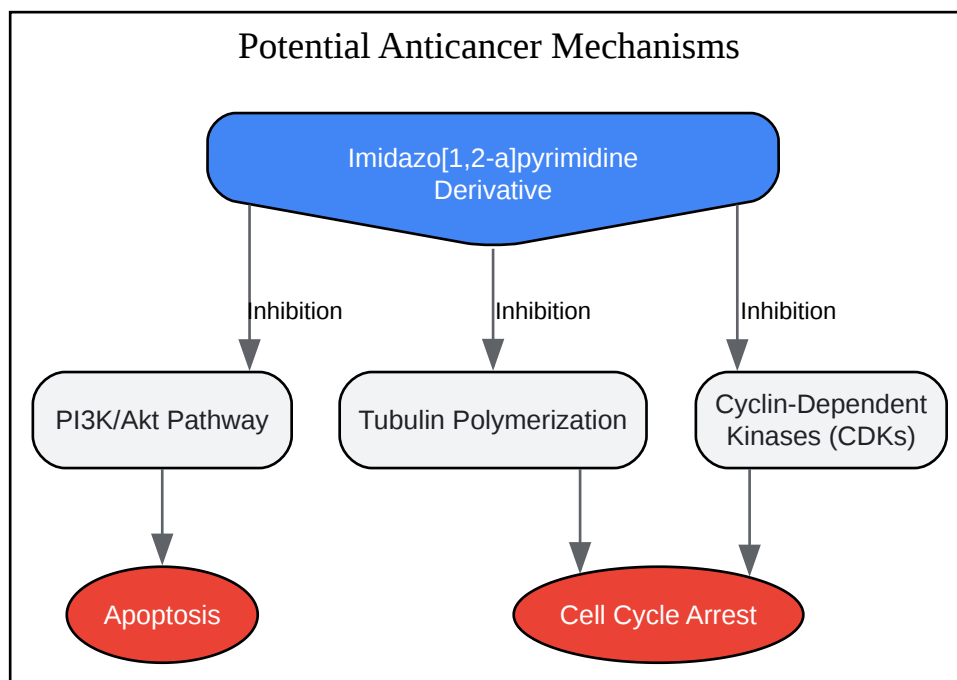 Potential Anticancer Mechanisms
Imidazo[1,2-a]pyrimidine
Derivative
Inhibition
Inhibition
Inhibition
PI3K/Akt Pathway
Tubulin Polymerization
Cyclin-Dependent
Kinases (CDKs)
Apoptosis
Cell Cycle Arrest